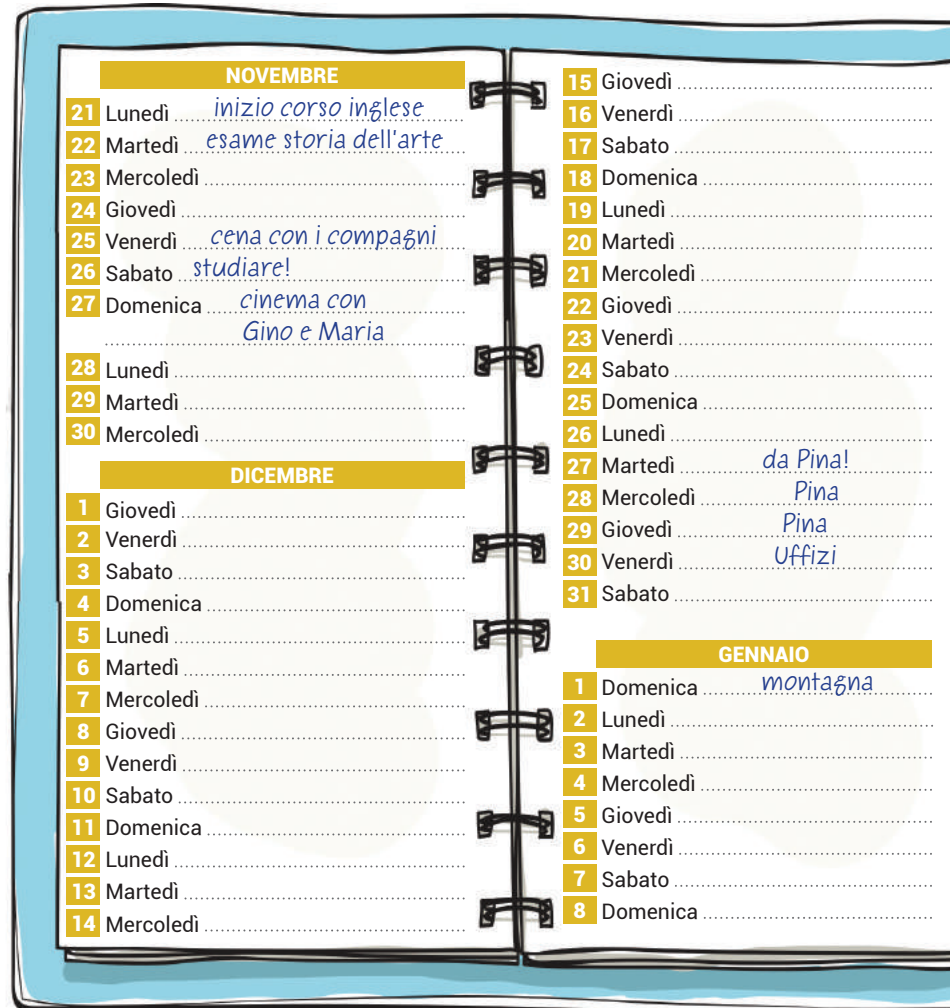 NOVEMBRE
21 Lunedì inizio corso inglese
22 Martedì esame storia dell'arte
23 Mercoledì
24 Giovedì
25 Venerdì cena con i compagni
26 Sabato studiare!
27 Domenica cinema con
Gino e Maria
28 Lunedì
29 Martedì
30 Mercoledì
DICEMBRE
1 Giovedì
2 Venerdì
3 Sabato
4 Domenica
5 Lunedì
6 Martedì
7 Mercoledì
8 Giovedì
9 Venerdì
10 Sabato
11 Domenica
12 Lunedì
13 Martedì
14 Mercoledì
15 Giovedì
16 Venerdì
17 Sabato
18 Domenica
19 Lunedì
20 Martedì
21 Mercoledì
22 Giovedì
23 Venerdì
24 Sabato
25 Domenica
26 Lunedì
27 Martedì da Pina!
28 Mercoledì Pina
29 Giovedì Pina
30 Venerdì Uffizi
31 Sabato
GENNAIO
1 Domenica montagna
2 Lunedì
3 Martedì
4 Mercoledì
5 Giovedì
6 Venerdì
7 Sabato
8 Domenica